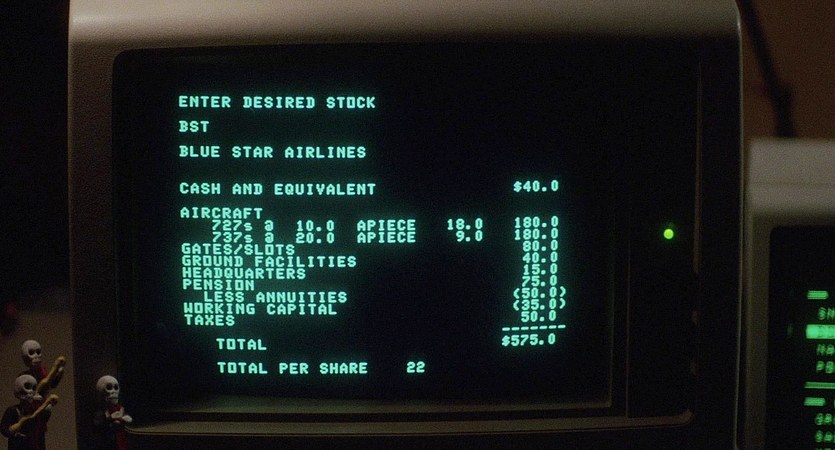 ENTER DESIRED STOCK
BST
BLUE STAR AIRLINES
CASH AND EQUIVALENT $40.0
AIRCRAFT
727s @ 10.0 APIECE 18.0 180.0
737s @ 20.0 APIECE 9.0 180.0
GATES/SLOTS 80.0
GROUND FACILITIES 40.0
HEADQUARTERS 15.0
PENSION 75.0
LESS ANNUITIES (50.0)
WORKING CAPITAL (35.0)
TAXES 50.0
TOTAL $575.0
TOTAL PER SHARE 22